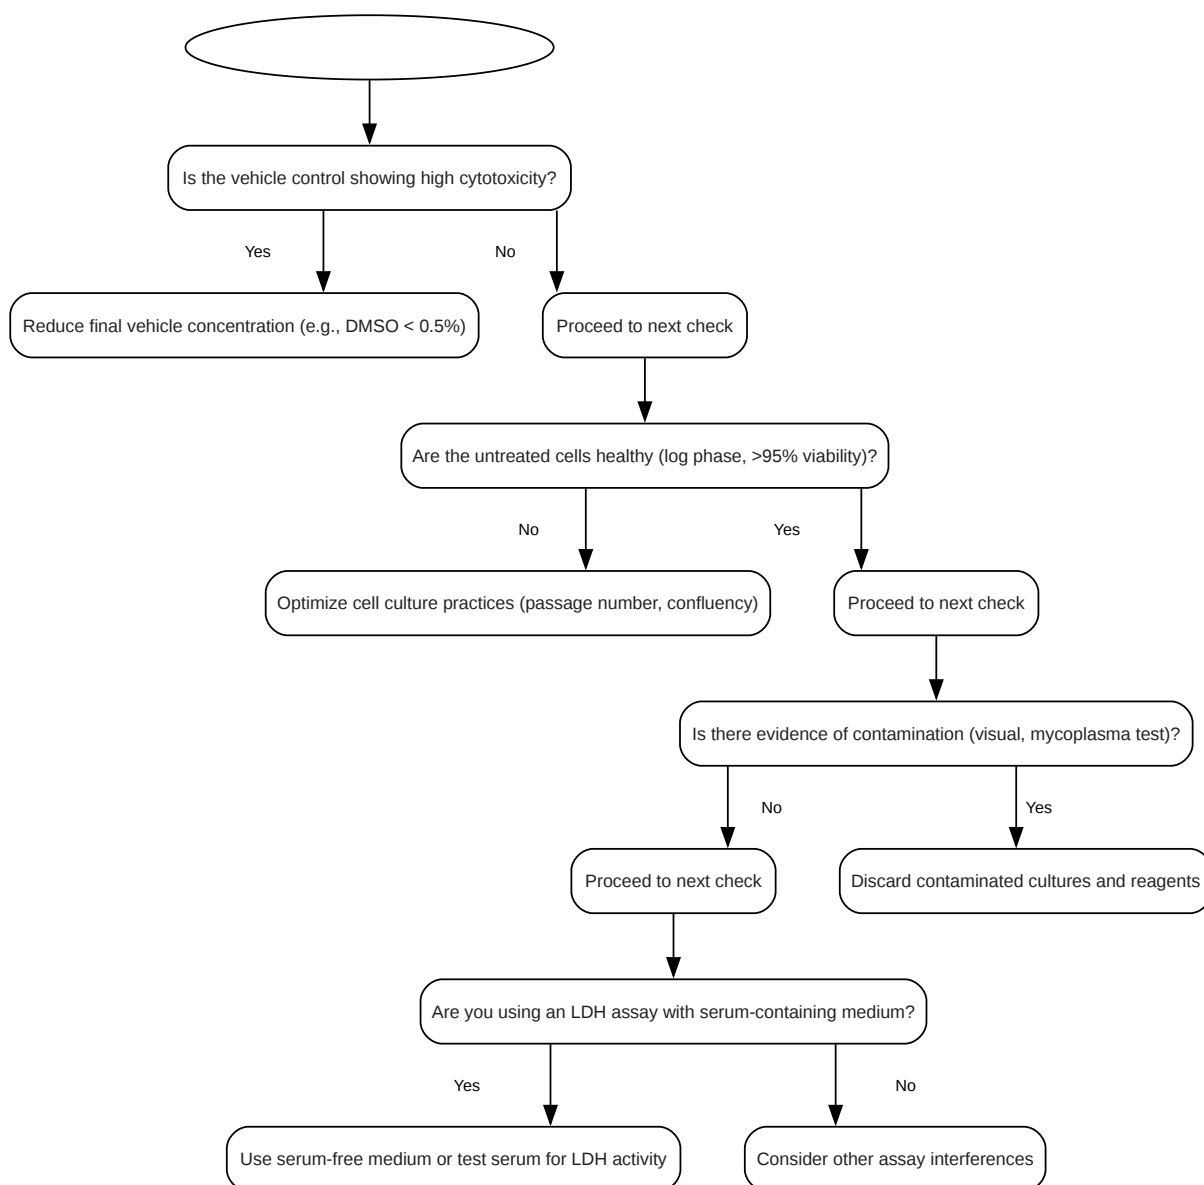 Is the vehicle control showing high cytotoxicity?
Yes
No
Reduce final vehicle concentration (e.g., DMSO < 0.5%)
Proceed to next check
Are the untreated cells healthy (log phase, >95% viability)?
No
Yes
Optimize cell culture practices (passage number, confluency)
Proceed to next check
Is there evidence of contamination (visual, mycoplasma test)?
No
Yes
Proceed to next check
Discard contaminated cultures and reagents
Are you using an LDH assay with serum-containing medium?
Yes
No
Use serum-free medium or test serum for LDH activity
Consider other assay interferences